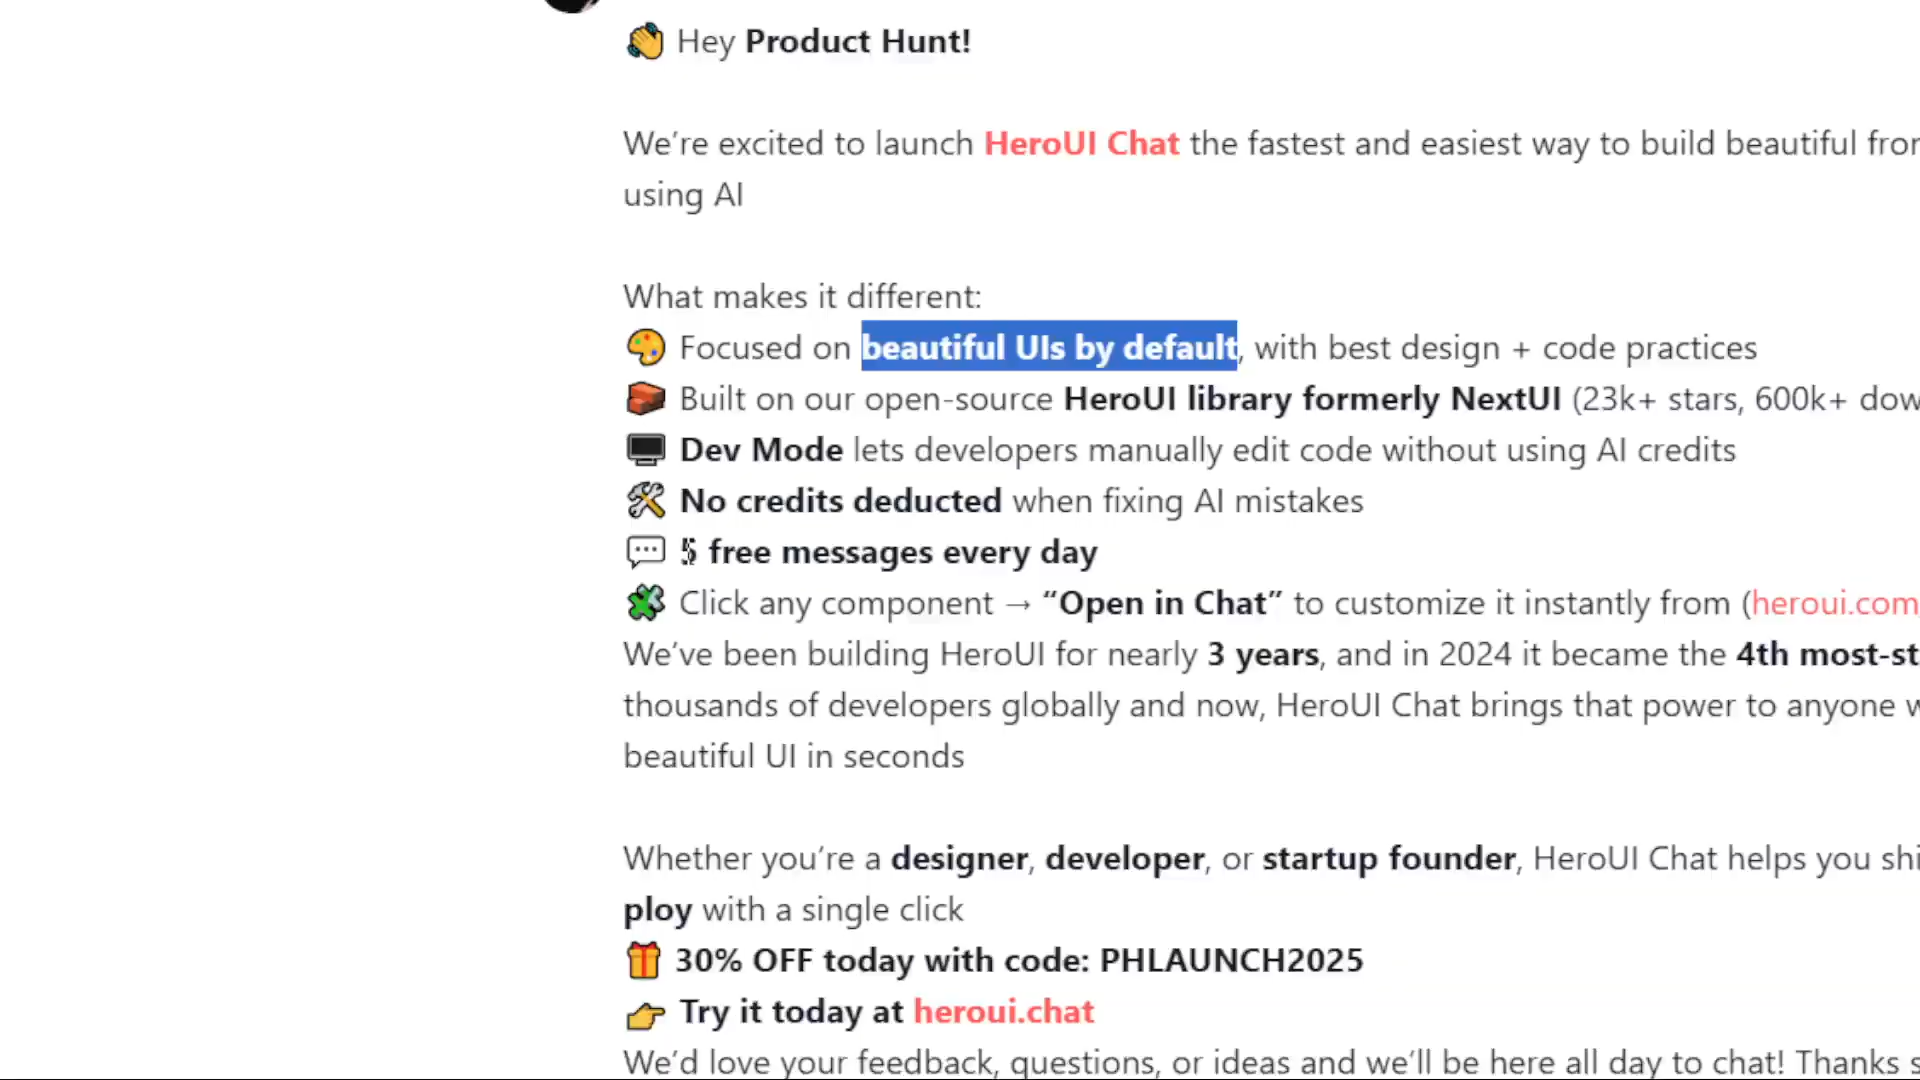 👋 Hey Product Hunt!
We’re excited to launch HeroUI Chat the fastest and easiest way to build beautiful
using AI
What makes it different:
🎨 Focused on beautiful UIs by default, with best design + code practices
🧱 Built on our open-source HeroUI library formerly NextUI (23k+ stars, 600k+
🖥️ Dev Mode lets developers manually edit code without using AI credits
🛠️ No credits deducted when fixing AI mistakes
💬 5 free messages every day
🧩 Click any component → “Open in Chat” to customize it instantly from (heroui.com
We’ve been building HeroUI for nearly 3 years, and in 2024 it became the 4th
thousands of developers globally and now, HeroUI Chat brings that power to anyone
beautiful UI in seconds
Whether you’re a designer, developer, or startup founder, HeroUI Chat helps you
ploy with a single click
🎁 30% OFF today with code: PHLAUNCH2025
👉 Try it today at heroui.chat
We’d love your feedback, questions, or ideas and we’ll be here all day to chat! Thanks